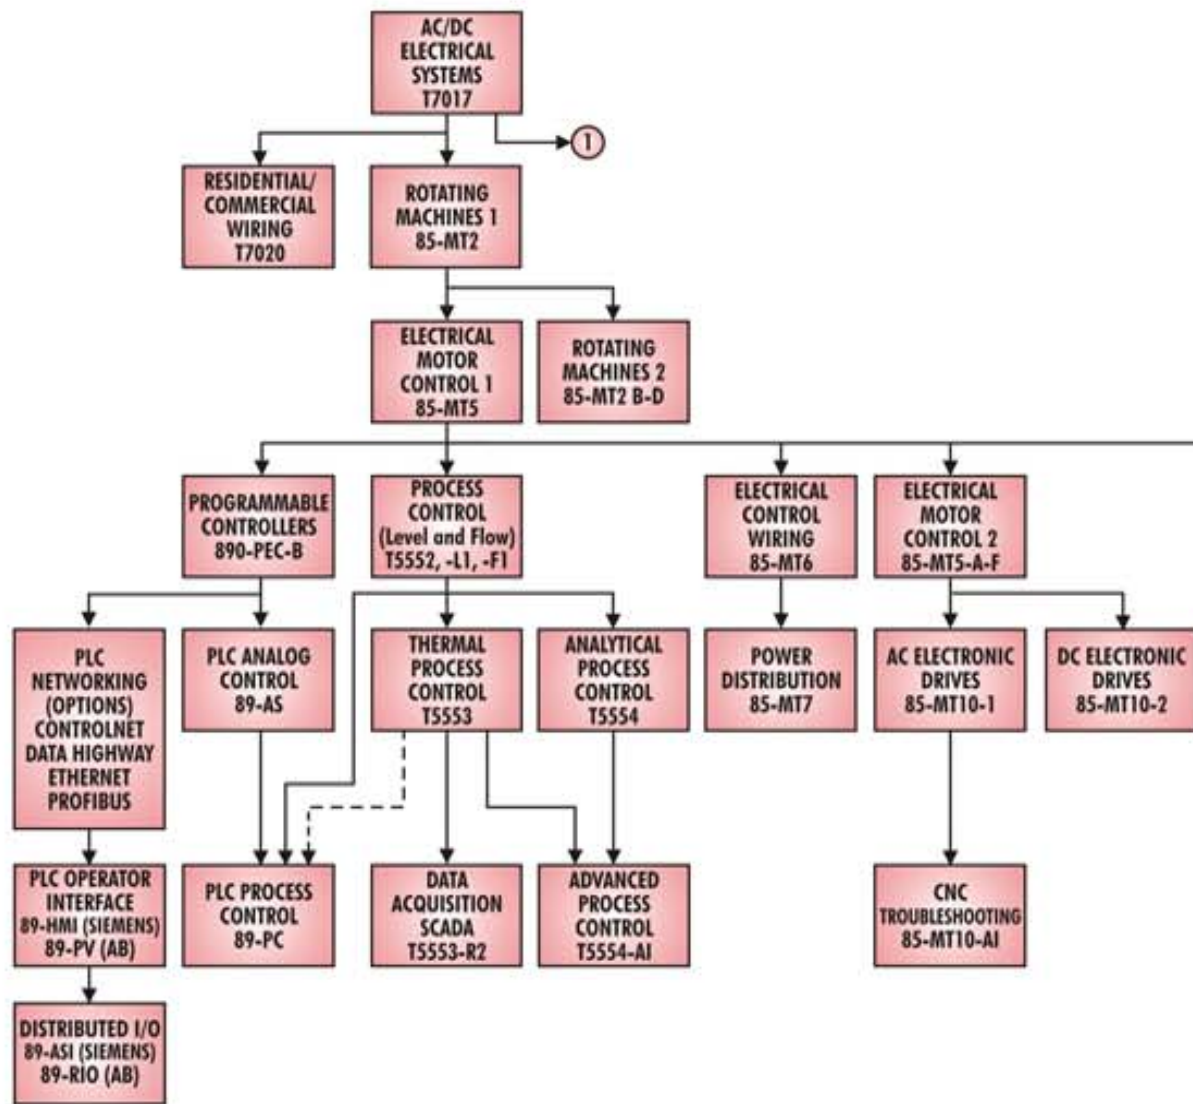 AC/DC
ELECTRICAL
SYSTEMS
T7017
1
RESIDENTIAL/
COMMERCIAL
WIRING
T7020
ROTATING
MACHINES 1
85-MT2
ELECTRICAL
MOTOR
CONTROL 1
85-MT5
ROTATING
MACHINES 2
85-MT2 B-D
PROGRAMMABLE
CONTROLLERS
890-PEC-B
PROCESS
CONTROL
(Level and Flow)
T5552, -L1, -F1
ELECTRICAL
CONTROL
WIRING
85-MT6
ELECTRICAL
MOTOR
CONTROL 2
85-MT5-A-F
PLC
NETWORKING
(OPTIONS)
CONTROLNET
DATA HIGHWAY
ETHERNET
PROFIBUS
PLC ANALOG
CONTROL
89-AS
THERMAL
PROCESS
CONTROL
T5553
ANALYTICAL
PROCESS
CONTROL
T5554
POWER
DISTRIBUTION
85-MT7
AC ELECTRONIC
DRIVES
85-MT10-1
DC ELECTRONIC
DRIVES
85-MT10-2
PLC OPERATOR
INTERFACE
89-HMI (SIEMENS)
89-PV (AB)
PLC PROCESS
CONTROL
89-PC
DATA
ACQUISITION
SCADA
T5553-R2
ADVANCED
PROCESS
CONTROL
T5554-AI
CNC
TROUBLESHOOTING
85-MT10-AI
DISTRIBUTED I/O
89-ASI (SIEMENS)
89-RIO (AB)